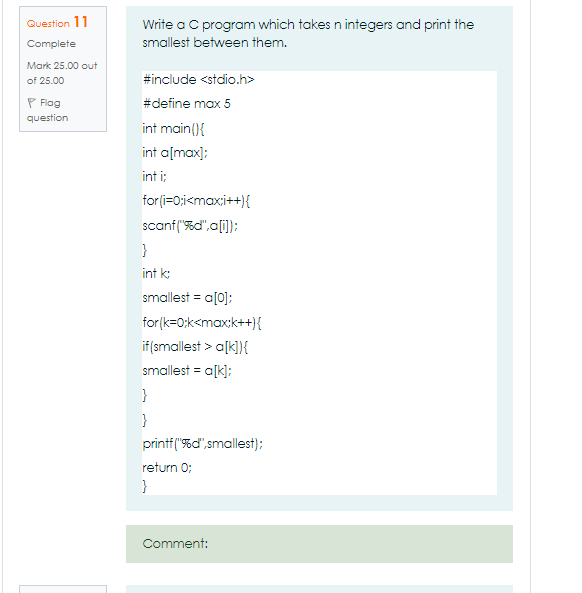 Question 11
Complete
Mark 25.00 out
of 25.00
Flag
question
Write a C program which takes n integers and print the
smallest between them.
#include <stdio.h>
#define max 5
int main(){
int a[max];
int i;
for(i=0;i<max;i++){
scanf("%d",a[i]);
}
int k;
smallest = a[0];
for(k=0;k<max;k++){
if(smallest > a[k]){
smallest = a[k];
}
}
printf("%d",smallest);
return 0;
}
Comment: